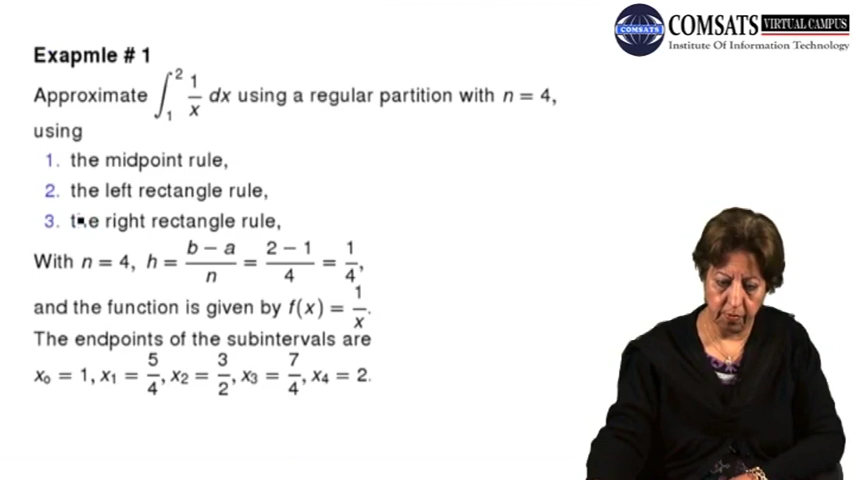 COMSATS VIRTUAL CAMPUS
COMSATS
Institute Of Information Technology
Exapmle # 1
Approximate ∫₁² 1/x dx using a regular partition with n = 4,
using
1. the midpoint rule,
2. the left rectangle rule,
3. the right rectangle rule,
With n = 4, h = (b − a)/n = (2 − 1)/4 = 1/4,
and the function is given by f(x) = 1/x.
The endpoints of the subintervals are
x₀ = 1, x₁ = 5/4, x₂ = 3/2, x₃ = 7/4, x₄ = 2.